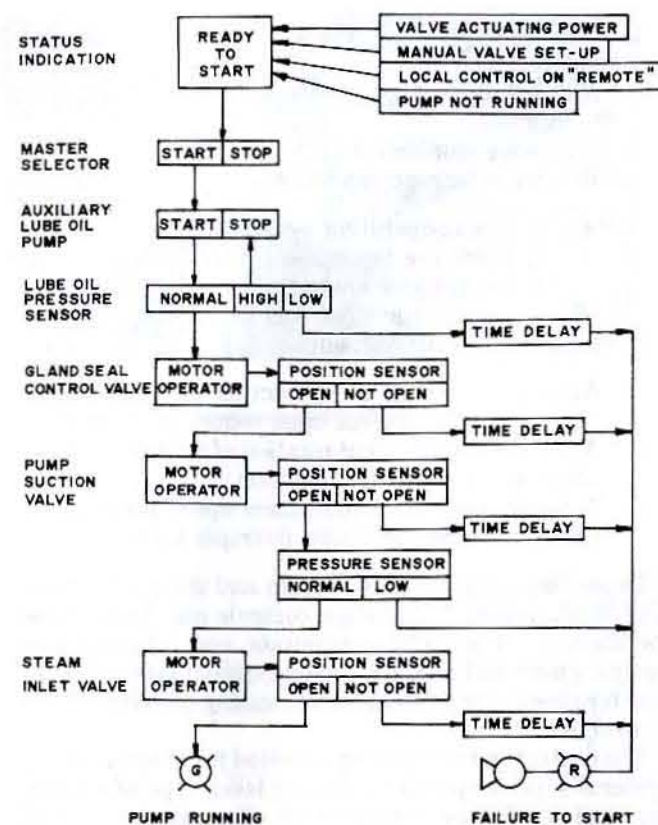 STATUS INDICATION
READY TO START
VALVE ACTUATING POWER
MANUAL VALVE SET-UP
LOCAL CONTROL ON "REMOTE"
PUMP NOT RUNNING
MASTER SELECTOR
START STOP
AUXILIARY LUBE OIL PUMP
START STOP
LUBE OIL PRESSURE SENSOR
NORMAL HIGH LOW
TIME DELAY
GLAND SEAL CONTROL VALVE
MOTOR OPERATOR
POSITION SENSOR
OPEN NOT OPEN
TIME DELAY
PUMP SUCTION VALVE
MOTOR OPERATOR
POSITION SENSOR
OPEN NOT OPEN
TIME DELAY
PRESSURE SENSOR
NORMAL LOW
STEAM INLET VALVE
MOTOR OPERATOR
POSITION SENSOR
OPEN NOT OPEN
TIME DELAY
G
R
PUMP RUNNING
FAILURE TO START